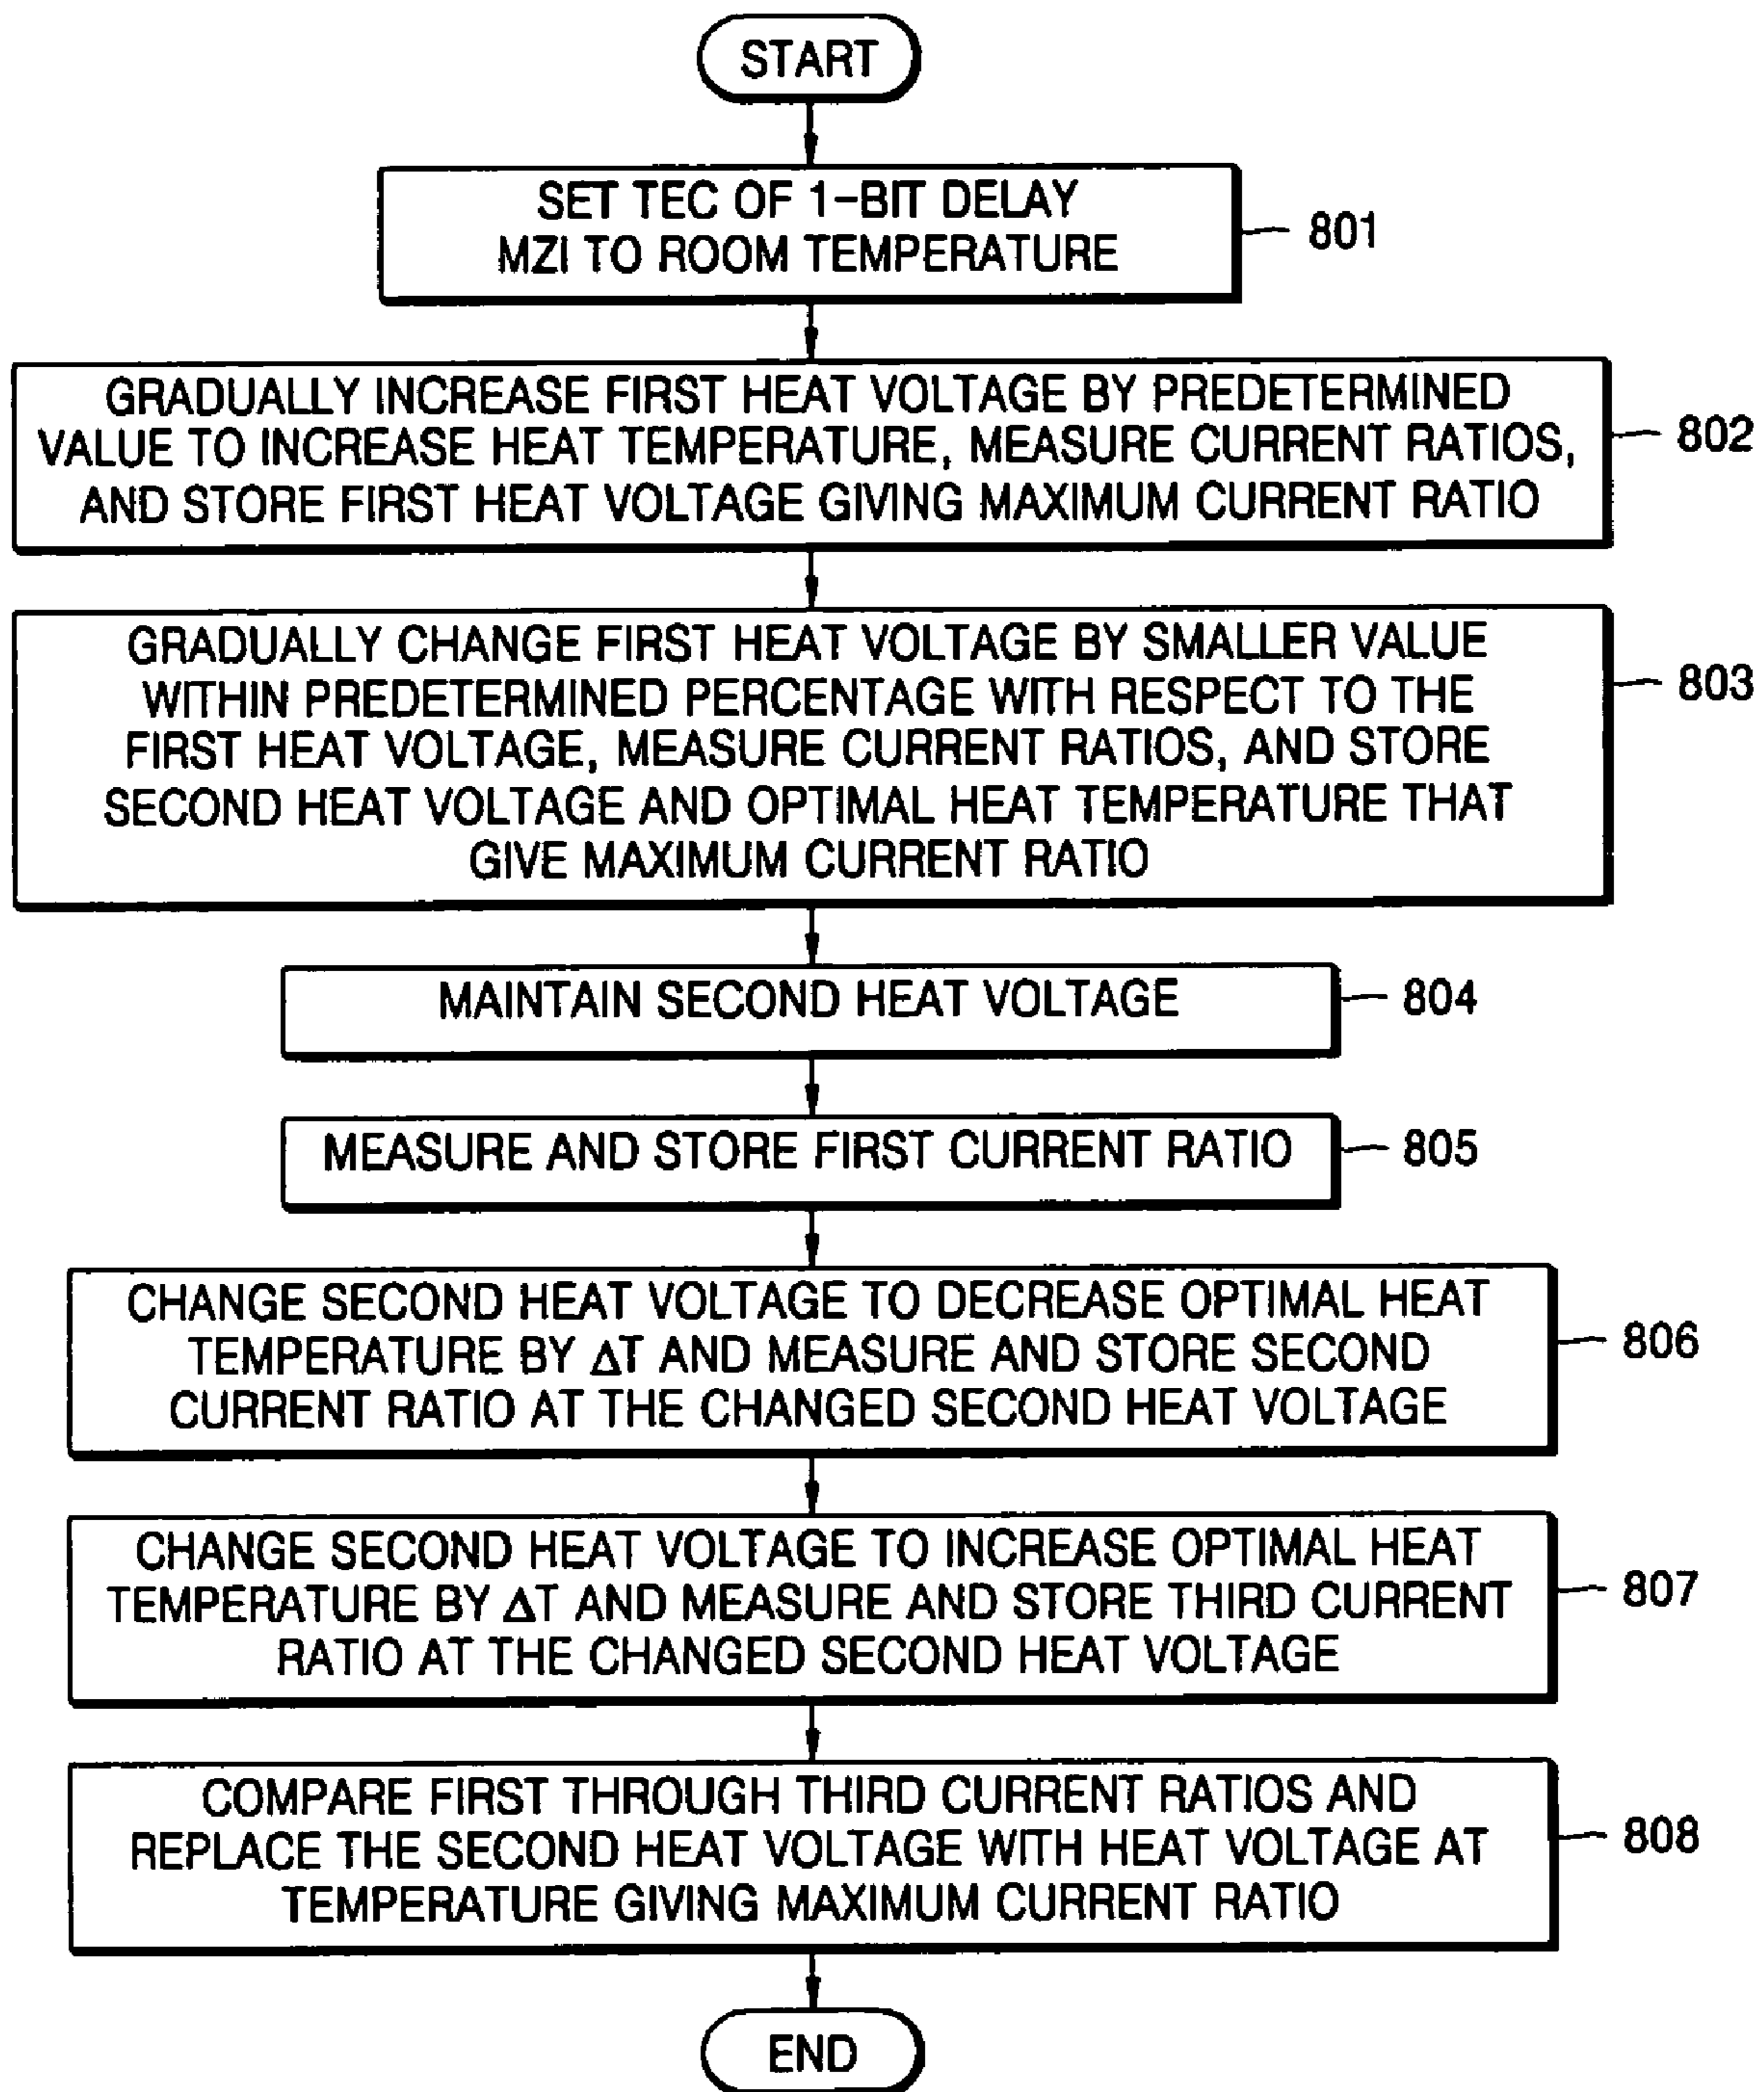 START
SET TEC OF 1-BIT DELAY
MZI TO ROOM TEMPERATURE
801
GRADUALLY INCREASE FIRST HEAT VOLTAGE BY PREDETERMINED
VALUE TO INCREASE HEAT TEMPERATURE, MEASURE CURRENT RATIOS,
AND STORE FIRST HEAT VOLTAGE GIVING MAXIMUM CURRENT RATIO
802
GRADUALLY CHANGE FIRST HEAT VOLTAGE BY SMALLER VALUE
WITHIN PREDETERMINED PERCENTAGE WITH RESPECT TO THE
FIRST HEAT VOLTAGE, MEASURE CURRENT RATIOS, AND STORE
SECOND HEAT VOLTAGE AND OPTIMAL HEAT TEMPERATURE THAT
GIVE MAXIMUM CURRENT RATIO
803
MAINTAIN SECOND HEAT VOLTAGE
804
MEASURE AND STORE FIRST CURRENT RATIO
805
CHANGE SECOND HEAT VOLTAGE TO DECREASE OPTIMAL HEAT
TEMPERATURE BY ΔT AND MEASURE AND STORE SECOND
CURRENT RATIO AT THE CHANGED SECOND HEAT VOLTAGE
806
CHANGE SECOND HEAT VOLTAGE TO INCREASE OPTIMAL HEAT
TEMPERATURE BY ΔT AND MEASURE AND STORE THIRD CURRENT
RATIO AT THE CHANGED SECOND HEAT VOLTAGE
807
COMPARE FIRST THROUGH THIRD CURRENT RATIOS AND
REPLACE THE SECOND HEAT VOLTAGE WITH HEAT VOLTAGE AT
TEMPERATURE GIVING MAXIMUM CURRENT RATIO
808
END